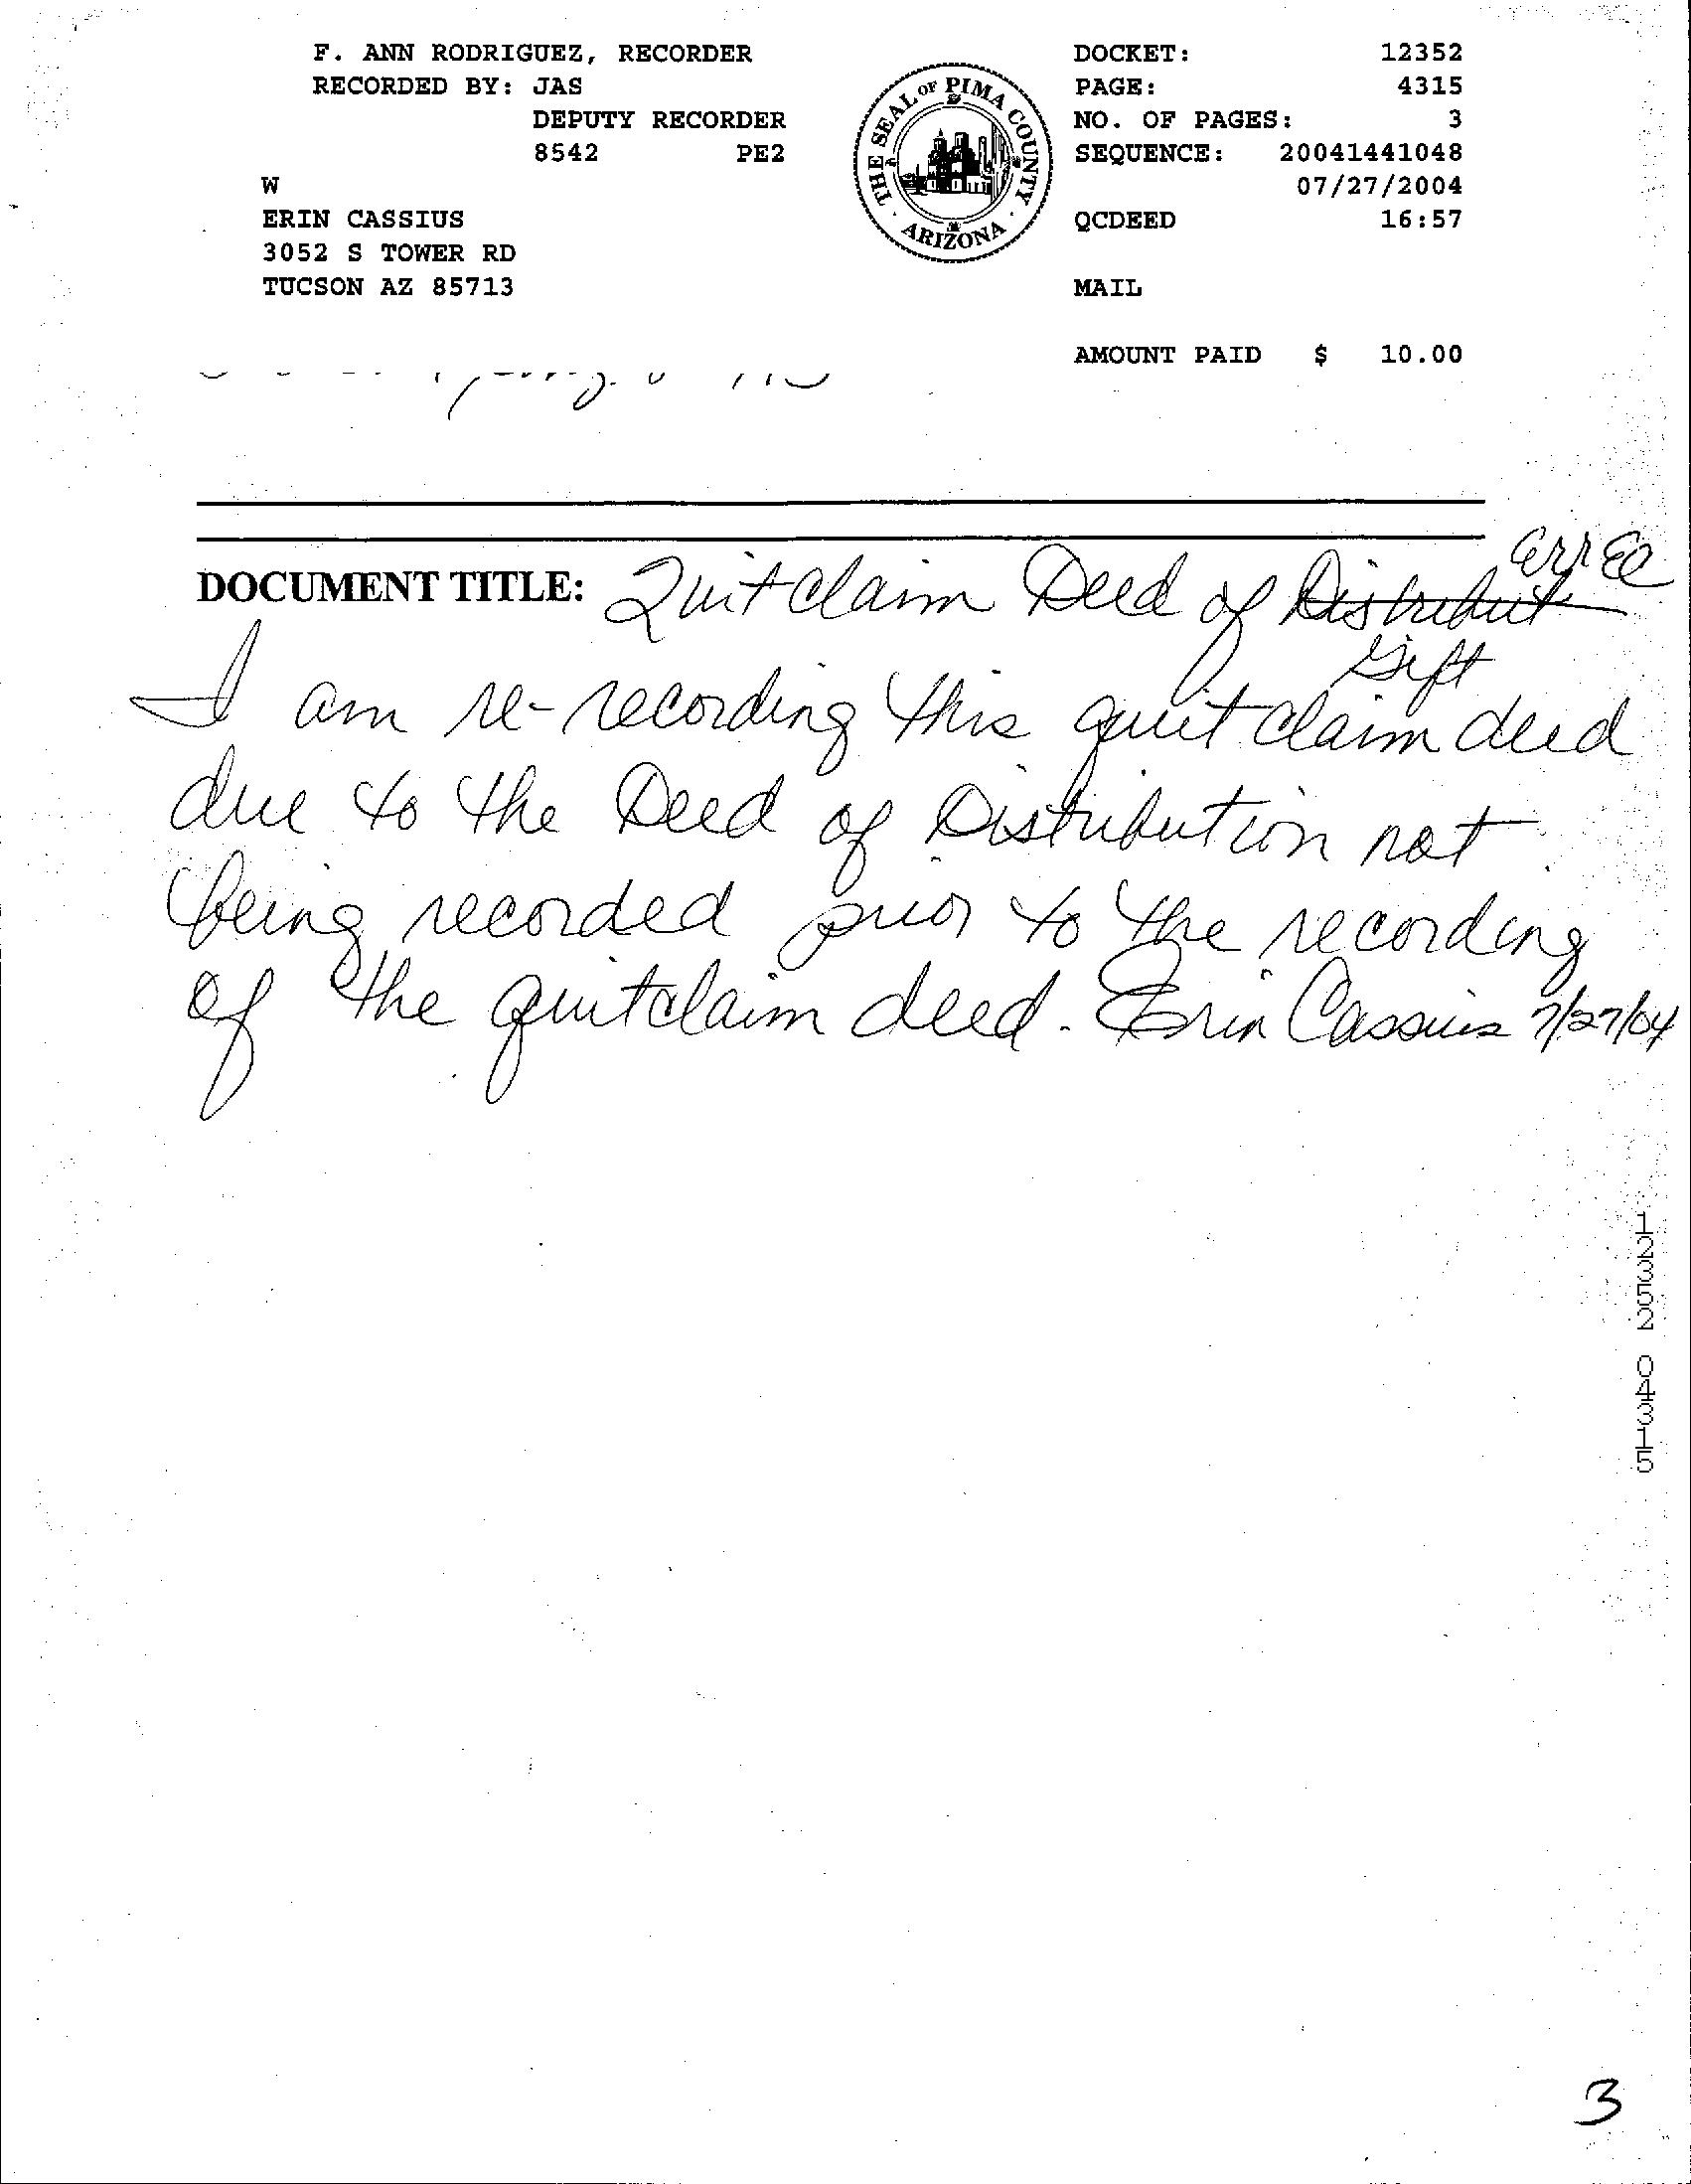 F. ANN RODRIGUEZ, RECORDER
RECORDED BY: JAS
DEPUTY RECORDER
8542 PE2
W
ERIN CASSIUS
3052 S TOWER RD
TUCSON AZ 85713
THE SEAL OF PIMA COUNTY · ARIZONA ·
DOCKET: 12352
PAGE: 4315
NO. OF PAGES: 3
SEQUENCE: 20041441048
07/27/2004
QCDEED 16:57
MAIL
AMOUNT PAID $ 10.00
DOCUMENT TITLE: Quit Claim Deed of Distribut
Gift
I am re-recording this quit claim deed
due to the Deed of Distribution not
being recorded prior to the recording
of the quitclaim deed. Erin Cassius 7/27/04
12352 04315
3